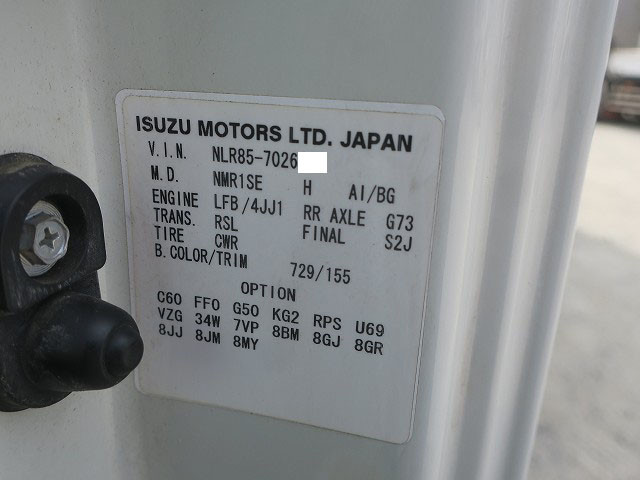 ISUZU MOTORS LTD. JAPAN
V.I.N. NLR85-7026
M.D. NMR1SE H AI/BG
ENGINE LFB/4JJ1 RR AXLE G73
TRANS. RSL FINAL S2J
TIRE CWR
B.COLOR/TRIM 729/155
OPTION
C60 FF0 G50 KG2 RPS U69
VZG 34W 7VP 8BM 8GJ 8GR
8JJ 8JM 8MY